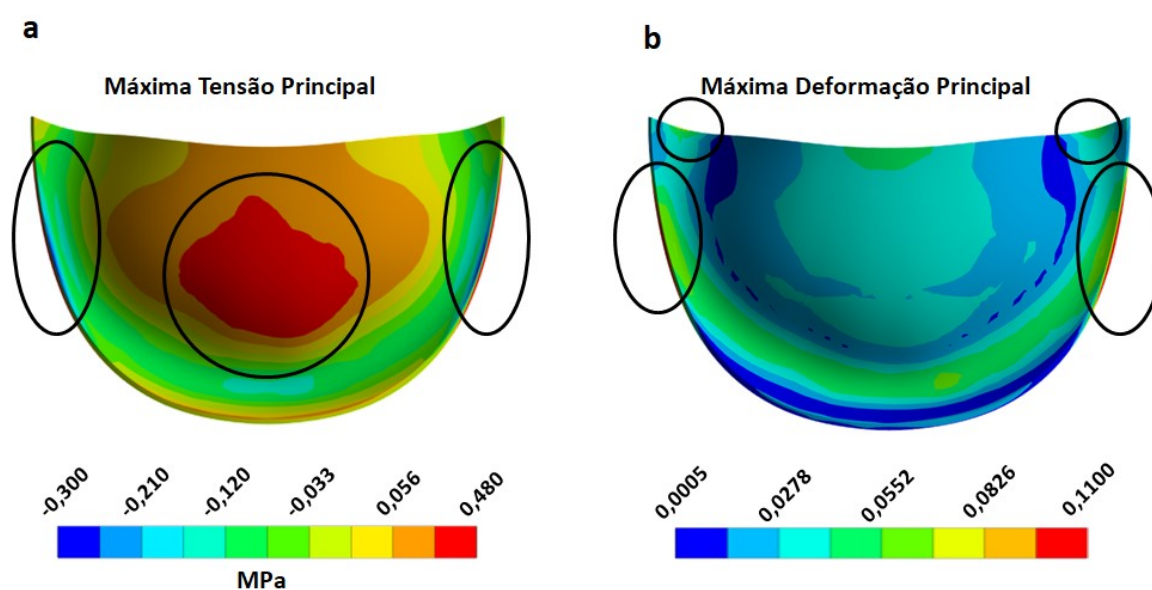 a
Máxima Tensão Principal
-0,300
-0,210
-0,120
-0,033
0,056
0,480
MPa
b
Máxima Deformação Principal
0,0005
0,0278
0,0552
0,0826
0,1100